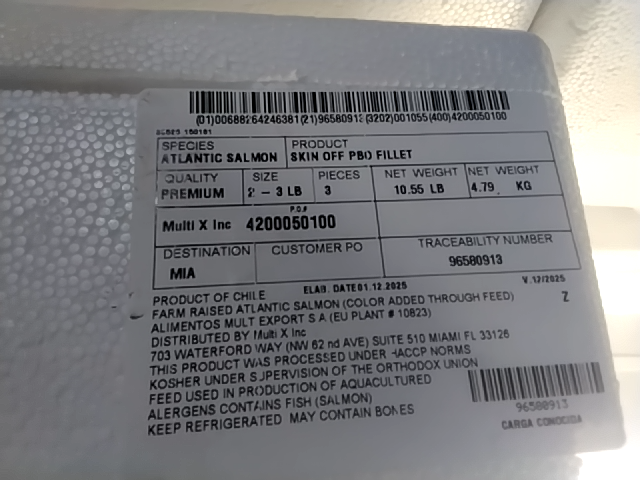 (01)00688264246381(21)96580913(3202)001055(400)4200050100
SPECIES PRODUCT
ATLANTIC SALMON SKIN OFF PBO FILLET
QUALITY SIZE PIECES NET WEIGHT NET WEIGHT
PREMIUM 2 - 3 LB 3 10.55 LB 4.79 KG
P.O.#
Multi X Inc 4200050100
DESTINATION CUSTOMER PO TRACEABILITY NUMBER
MIA 96580913
ELAB. DATE 01.12.2025 V.12/2025
PRODUCT OF CHILE Z
FARM RAISED ATLANTIC SALMON (COLOR ADDED THROUGH FEED)
ALIMENTOS MULT EXPORT S A (EU PLANT # 10823)
DISTRIBUTED BY Multi X Inc
703 WATERFORD WAY (NW 62 nd AVE) SUITE 510 MIAMI FL 33126
THIS PRODUCT WAS PROCESSED UNDER HACCP NORMS
KOSHER UNDER SUPERVISION OF THE ORTHODOX UNION
FEED USED IN PRODUCTION OF AQUACULTURED
ALERGENS CONTAINS FISH (SALMON)
KEEP REFRIGERATED MAY CONTAIN BONES
96580913
CARGA CONOCIDA